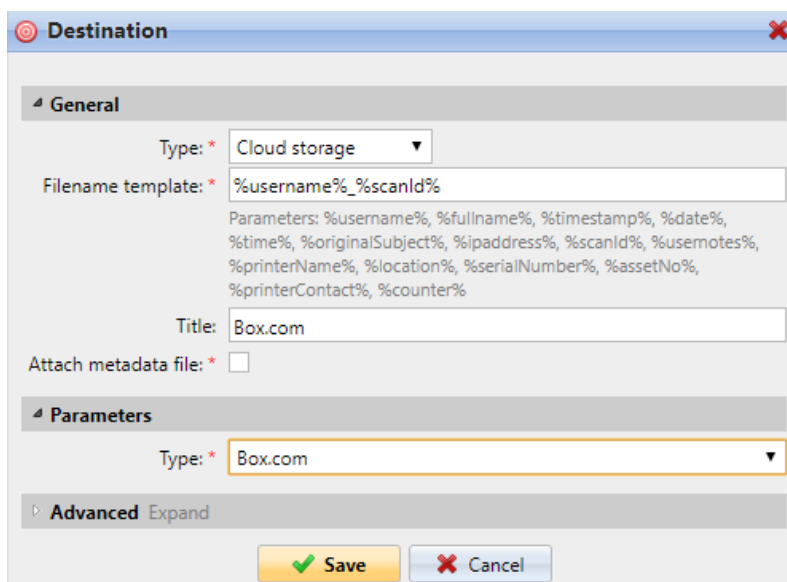 Destination
General
Type: * Cloud storage
Filename template: * %username%_%scanId%
Parameters: %username%, %fullname%, %timestamp%, %date%,
%time%, %originalSubject%, %ipaddress%, %scanId%, %usernotes%,
%printerName%, %location%, %serialNumber%, %assetNo%,
%printerContact%, %counter%
Title: Box.com
Attach metadata file: *
Parameters
Type: * Box.com
Advanced Expand
Save Cancel